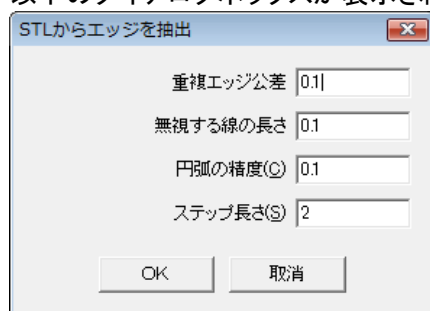 STLからエッジを抽出
重複エッジ公差 0.1
無視する線の長さ 0.1
円弧の精度(C) 0.1
ステップ長さ(S) 2
OK 取消